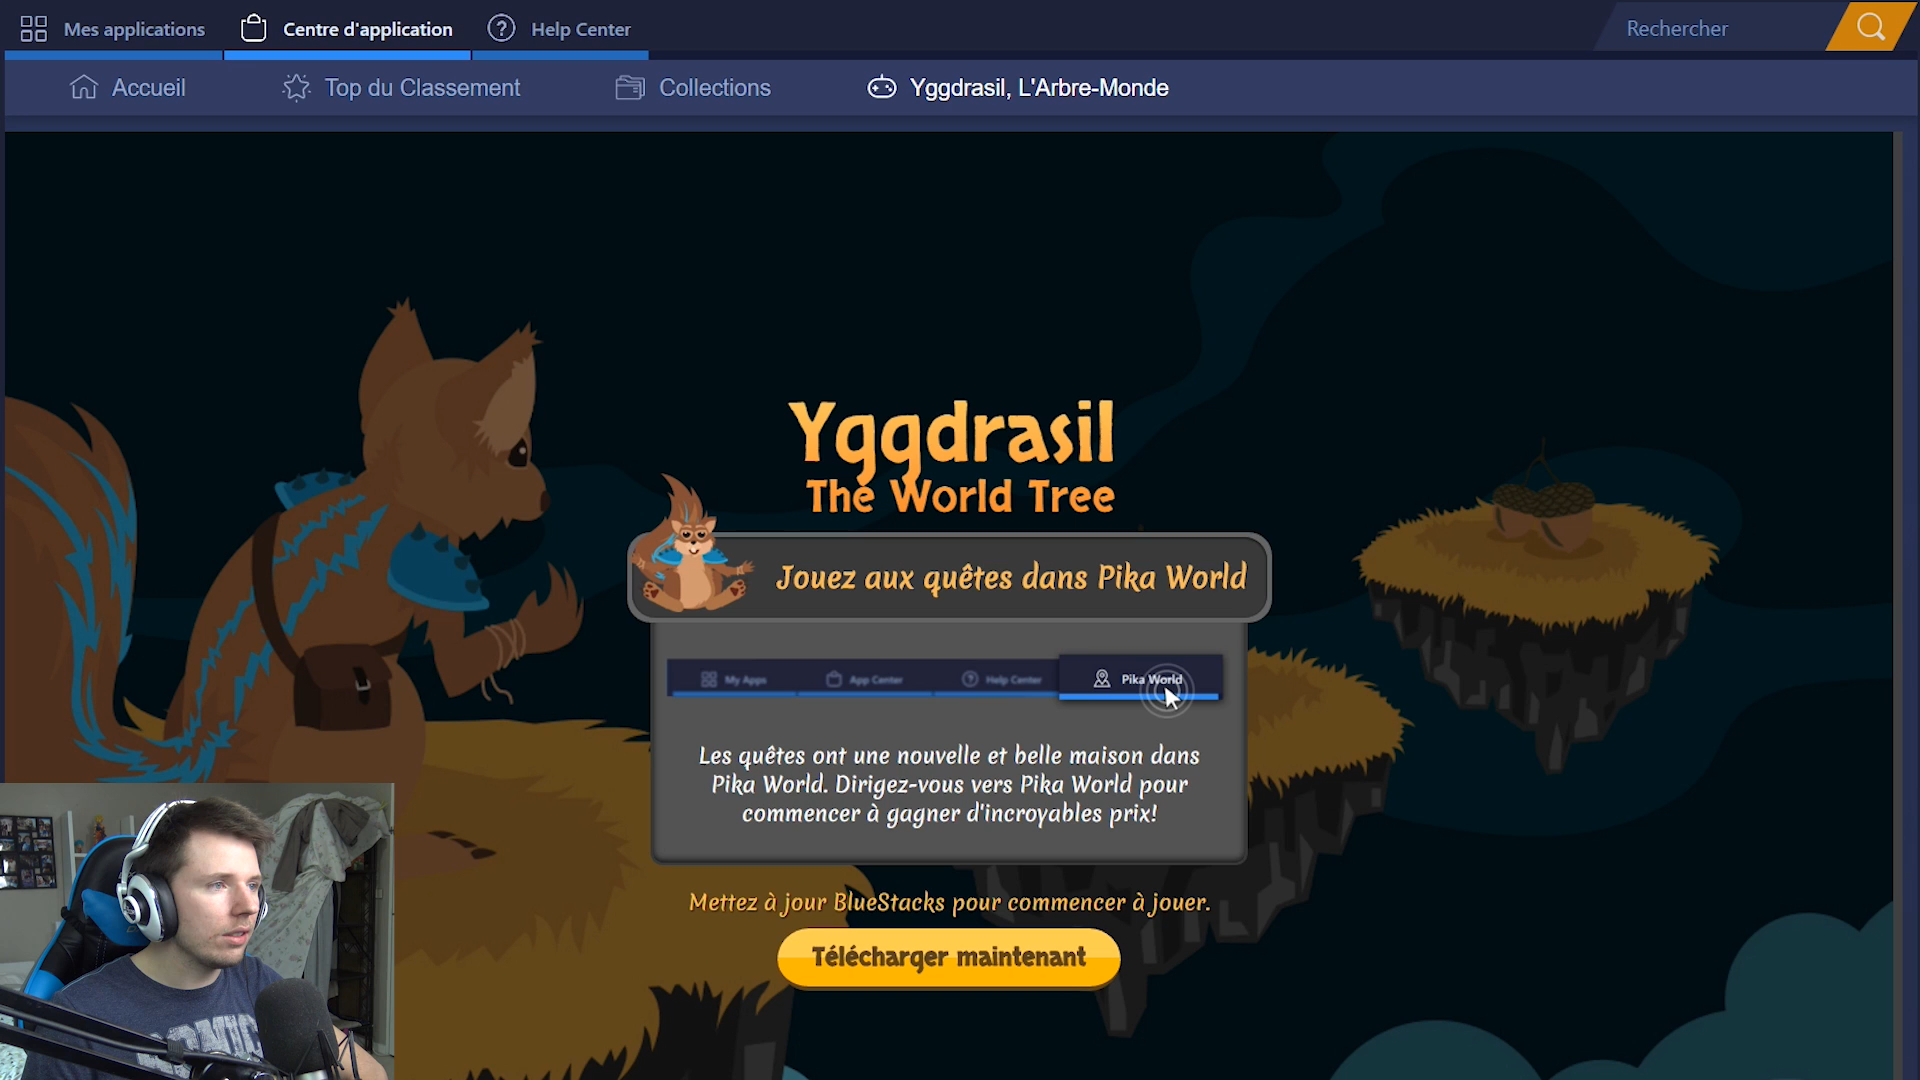 Mes applications
Centre d'application
Help Center
Rechercher
Accueil
Top du Classement
Collections
Yggdrasil, L'Arbre-Monde
Yggdrasil
The World Tree
Jouez aux quêtes dans Pika World
My Apps
App Center
Help Center
Pika World
Les quêtes ont une nouvelle et belle maison dans
Pika World. Dirigez-vous vers Pika World pour
commencer à gagner d'incroyables prix!
Mettez à jour BlueStacks pour commencer à jouer.
Télécharger maintenant